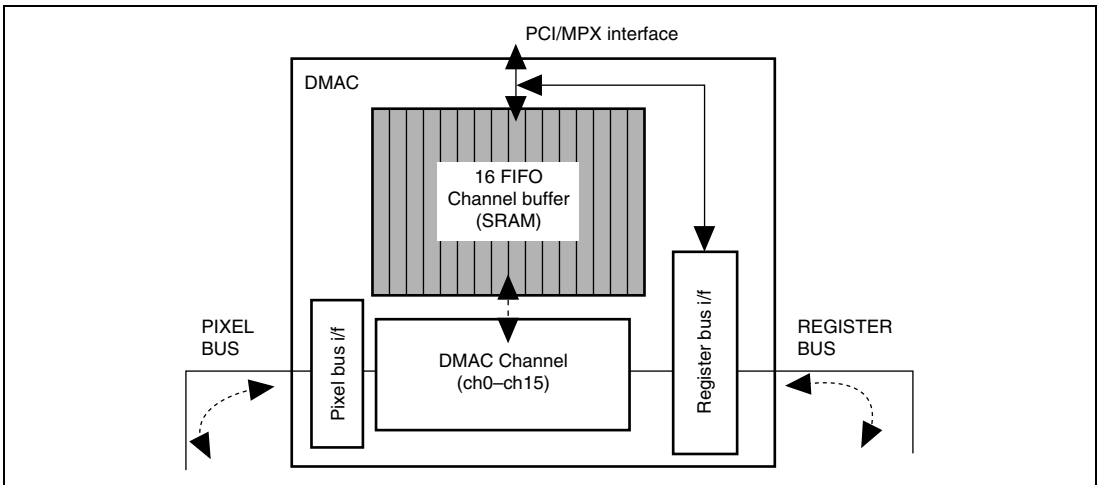 PCI/MPX interface
DMAC
16 FIFO
Channel buffer
(SRAM)
PIXEL
BUS
Pixel bus i/f
DMAC Channel
(ch0–ch15)
Register bus i/f
REGISTER
BUS